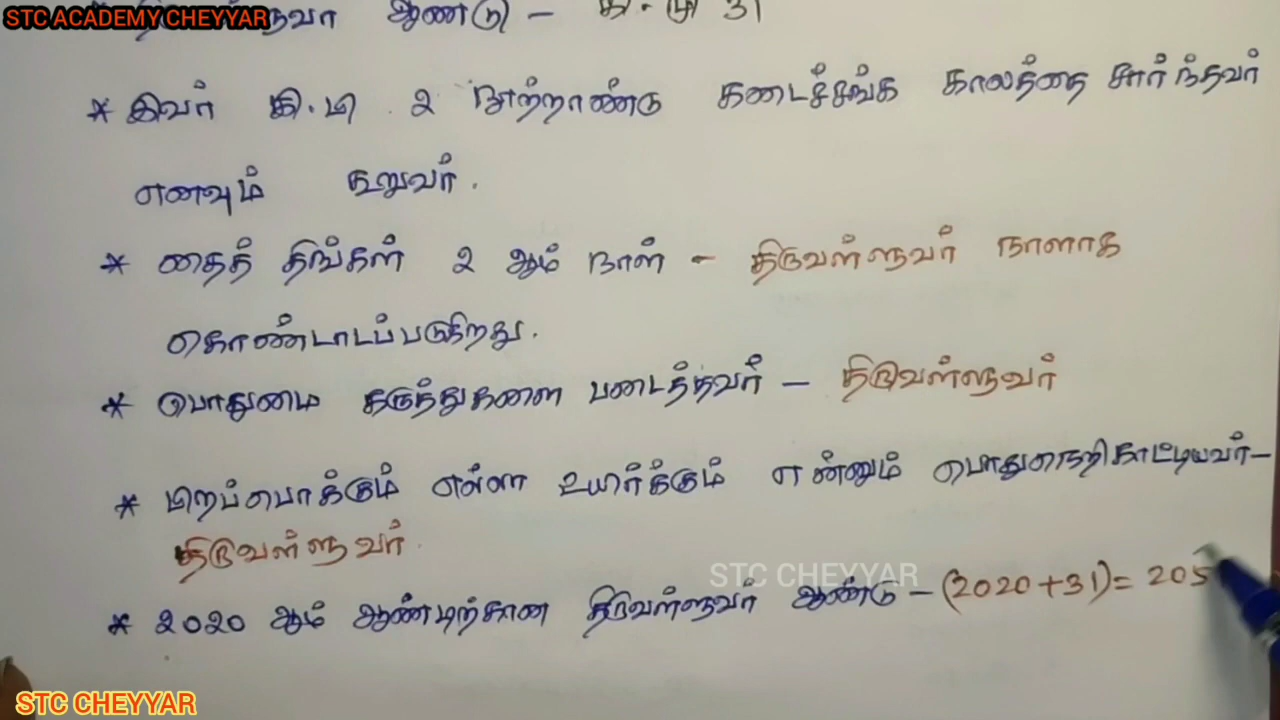 STC ACADEMY CHEYYAR
ஆண்டு - கி.மு 31
* இவர் கி.பி. 2 நூற்றாண்டு கடைச்சங்க காலத்தை சார்ந்தவர்
எனவும் கூறுவர்.
* தைத் திங்கள் 2 ஆம் நாள் - திருவள்ளுவர் நாளாக
கொண்டாடப்படுகிறது.
* பொதுமை கருத்துகளை படைத்தவர் - திருவள்ளுவர்
* பிறப்பொக்கும் எல்லா உயிர்க்கும் என்னும் பொதுநெறிகாட்டியவர் -
திருவள்ளுவர்.
STC CHEYYAR
* 2020 ஆம் ஆண்டிற்கான திருவள்ளுவர் ஆண்டு - (2020+31)= 205
STC CHEYYAR